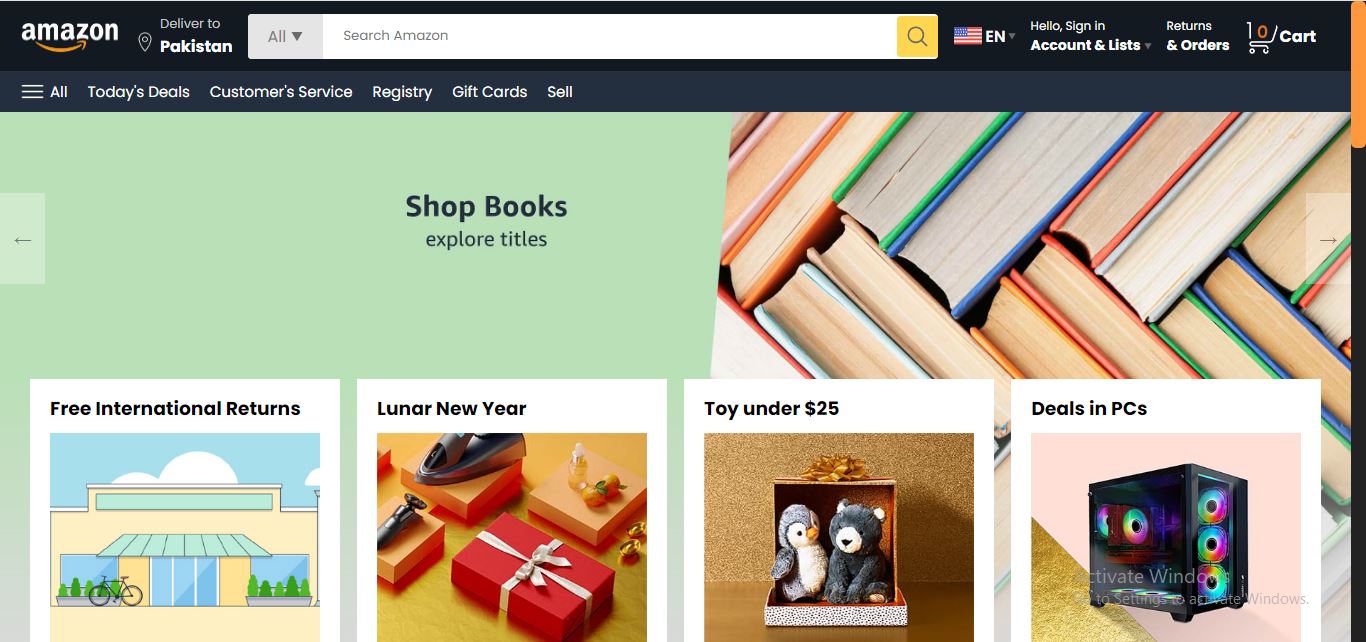 amazon
Deliver to
Pakistan
All ▼
Search Amazon
EN
Hello, Sign in
Account & Lists
Returns
& Orders
0
Cart
All
Today's Deals
Customer's Service
Registry
Gift Cards
Sell
Shop Books
explore titles
←
→
Free International Returns
Lunar New Year
Toy under $25
Deals in PCs
Activate Windows
to Settings to activate Windows.